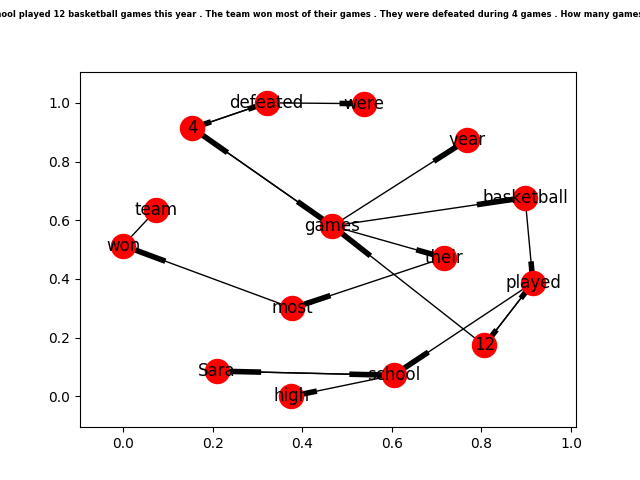 ool played 12 basketball games this year . The team won most of their games . They were defeated during 4 games . How many game
defeated
were
4
year
basketball
team
games
won
their
played
most
12
Sara
school
high
1.0
0.8
0.6
0.4
0.2
0.0
0.0 0.2 0.4 0.6 0.8 1.0